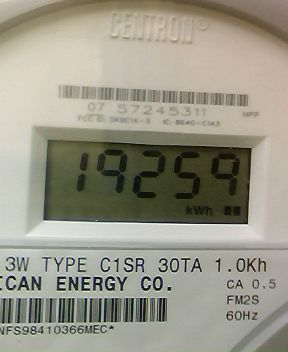 CENTRON®
07 57245311 NPP
19259
kWh
3W TYPE C1SR 30TA 1.0Kh
ICAN ENERGY CO. CA 0.5
FM2S
60Hz
NFS98410366MEC*